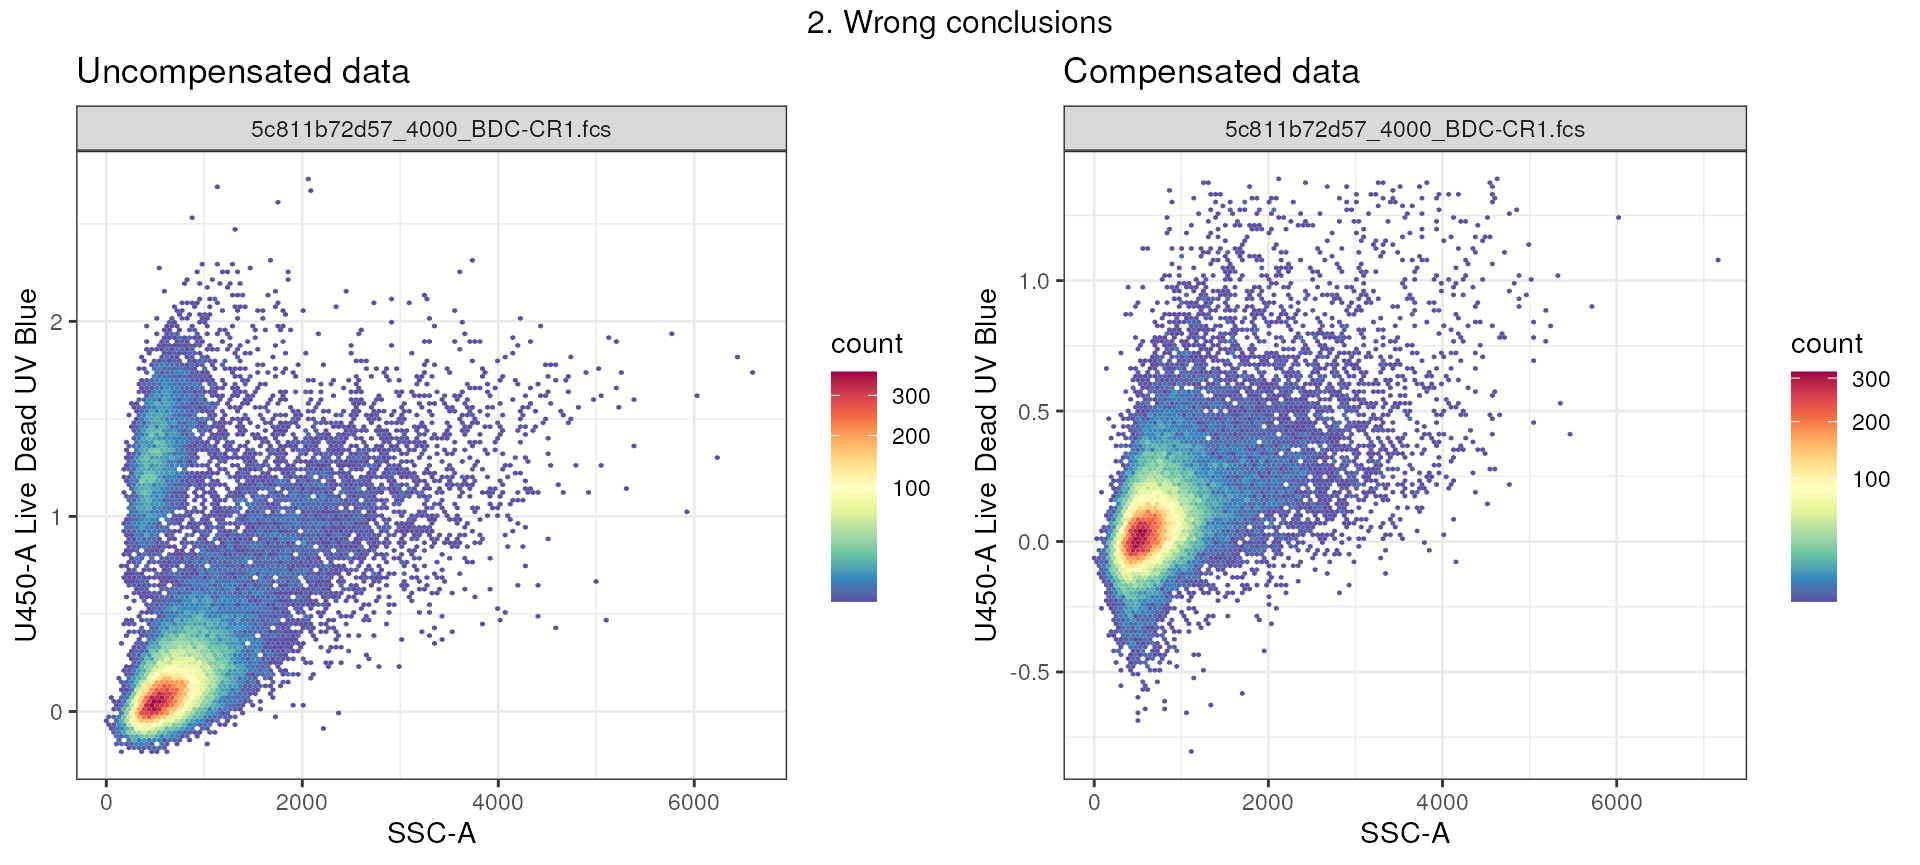 2. Wrong conclusions
Uncompensated data
5c811b72d57_4000_BDC-CR1.fcs
U450-A Live Dead UV Blue
2
1
0
0 2000 4000 6000
SSC-A
count
300
200
100
Compensated data
5c811b72d57_4000_BDC-CR1.fcs
U450-A Live Dead UV Blue
1.0
0.5
0.0
-0.5
0 2000 4000 6000
SSC-A
count
300
200
100